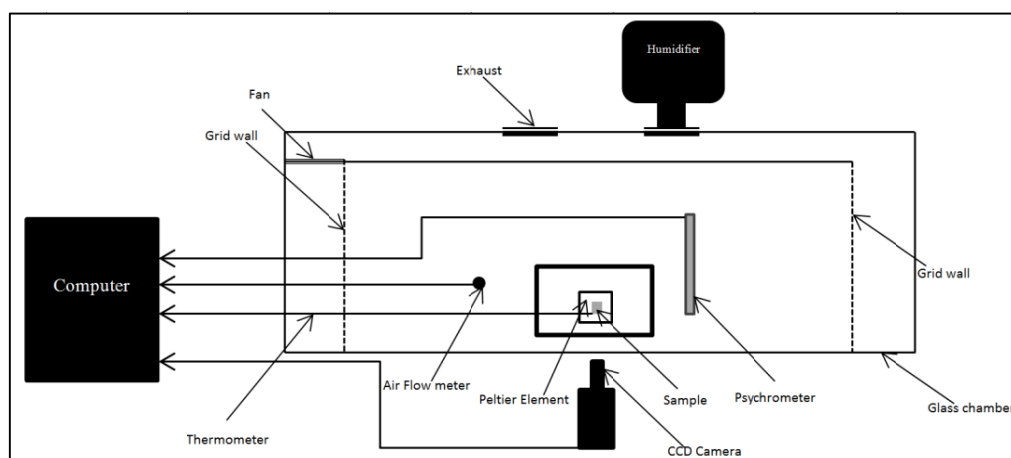 Humidifier
Exhaust
Fan
Grid wall
Computer
Grid wall
Air Flow meter
Peltier Element
Sample
Psychrometer
Glass chamber
Thermometer
CCD Camera